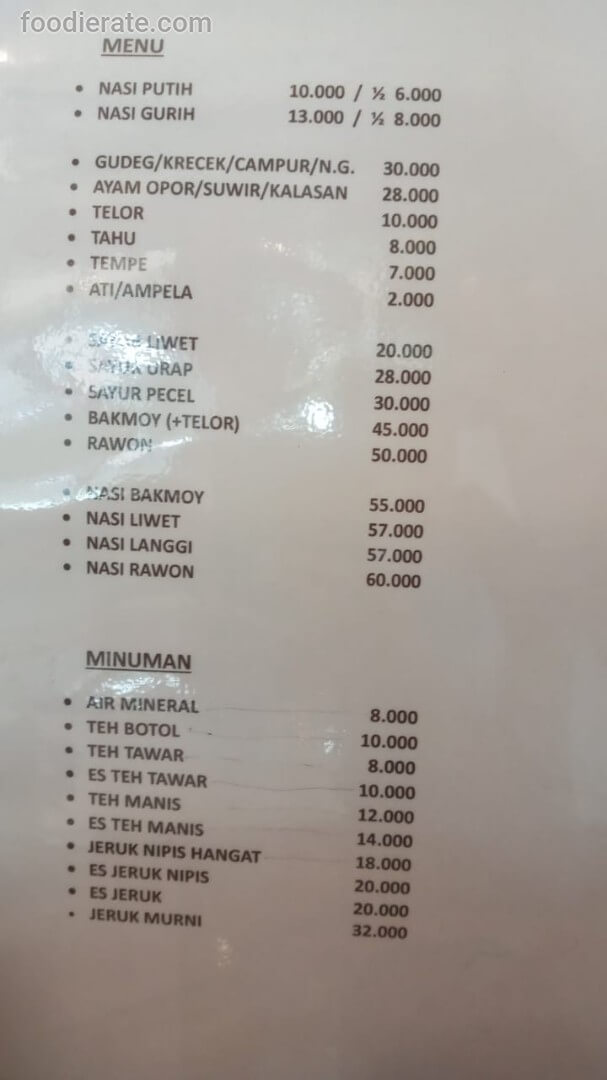 foodierate.com
MENU
• NASI PUTIH 10.000 / ½ 6.000
• NASI GURIH 13.000 / ½ 8.000
• GUDEG/KRECEK/CAMPUR/N.G. 30.000
• AYAM OPOR/SUWIR/KALASAN 28.000
• TELOR 10.000
• TAHU 8.000
• TEMPE 7.000
• ATI/AMPELA 2.000
• SAYUR LIWET 20.000
• SAYUR URAP 28.000
• SAYUR PECEL 30.000
• BAKMOY (+TELOR) 45.000
• RAWON 50.000
• NASI BAKMOY 55.000
• NASI LIWET 57.000
• NASI LANGGI 57.000
• NASI RAWON 60.000
MINUMAN
• AIR MINERAL 8.000
• TEH BOTOL 10.000
• TEH TAWAR 8.000
• ES TEH TAWAR 10.000
• TEH MANIS 12.000
• ES TEH MANIS 14.000
• JERUK NIPIS HANGAT 18.000
• ES JERUK NIPIS 20.000
• ES JERUK 20.000
• JERUK MURNI 32.000